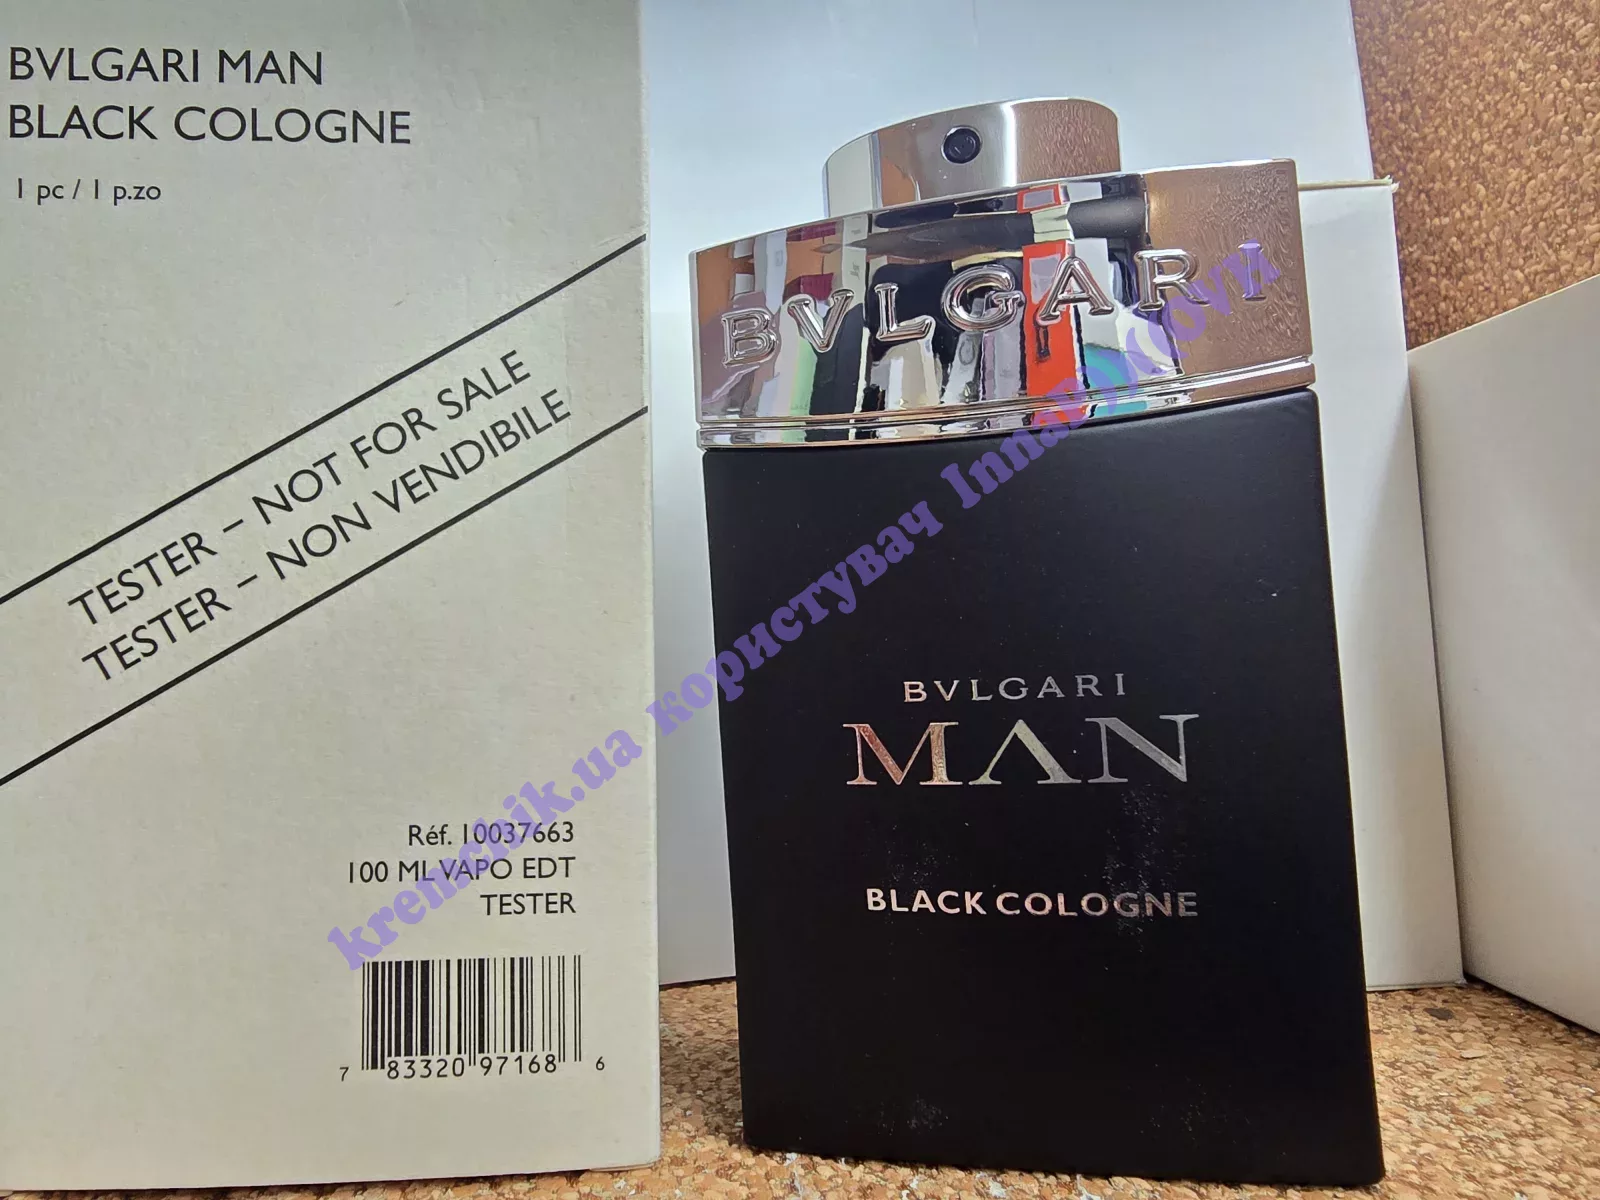 BVLGARI MAN
BLACK COLOGNE
1 pc / 1 p.zo
TESTER – NOT FOR SALE
TESTER – NON VENDIBILE
Réf. 10037663
100 ML VAPO EDT
TESTER
7 83320 97168 6
BVLGARI
BVLGARI
MAN
BLACK COLOGNE
kremchik.ua користувач